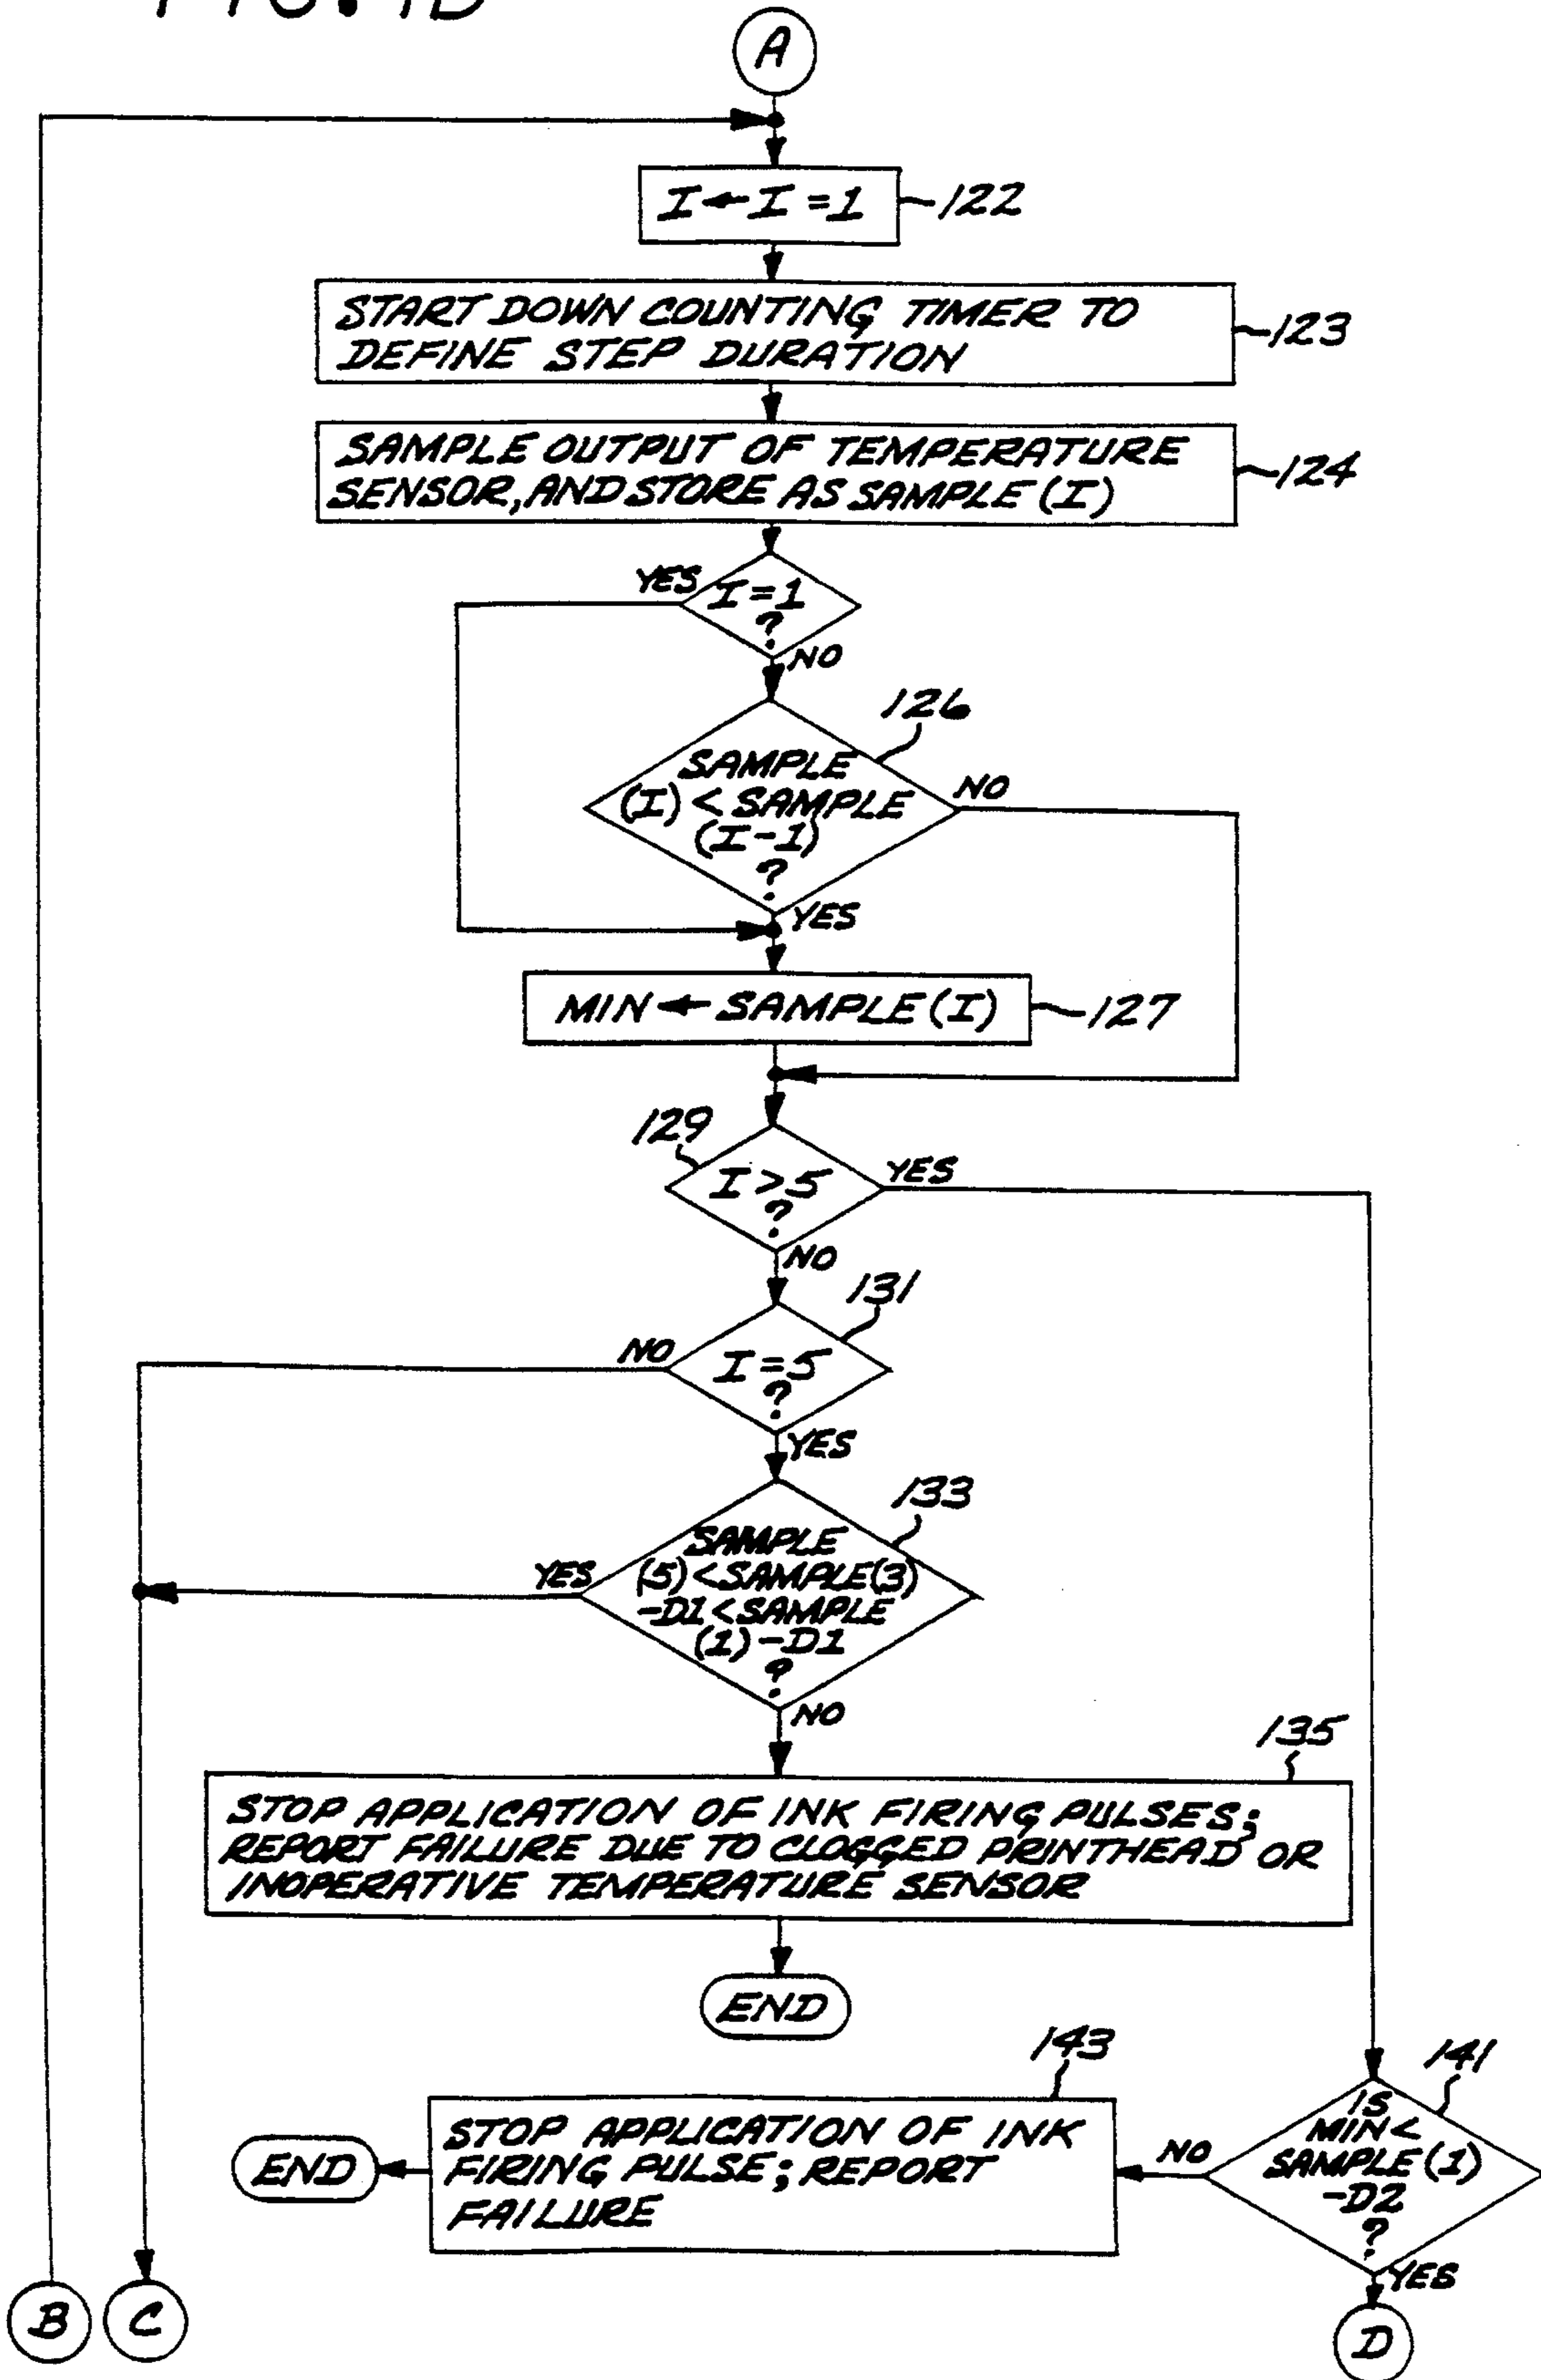 A
I ← I = 1
122
START DOWN COUNTING TIMER TO
DEFINE STEP DURATION
123
SAMPLE OUTPUT OF TEMPERATURE
SENSOR, AND STORE AS SAMPLE (I)
124
YES
I = 1
?
NO
126
SAMPLE
(I) < SAMPLE
(I-1)
?
NO
YES
MIN ← SAMPLE (I)
127
129
I > 5
?
YES
NO
131
I = 5
?
NO
YES
133
SAMPLE
(5) < SAMPLE(3)
-D1 < SAMPLE
(1) -D1
?
YES
NO
135
STOP APPLICATION OF INK FIRING PULSES;
REPORT FAILURE DUE TO CLOGGED PRINTHEAD OR
INOPERATIVE TEMPERATURE SENSOR
END
143
141
IS
MIN <
SAMPLE (1)
-D2
?
NO
YES
STOP APPLICATION OF INK
FIRING PULSE; REPORT
FAILURE
END
B
C
D